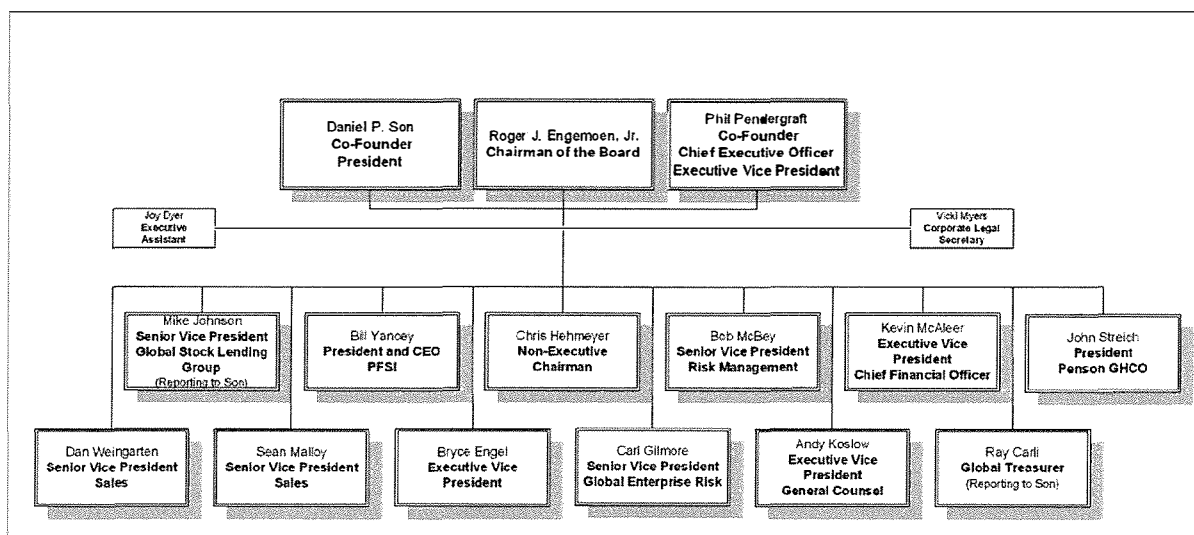 Daniel P. Son
Co-Founder
President
Roger J. Engemoen, Jr.
Chairman of the Board
Phil Pendergraft
Co-Founder
Chief Executive Officer
Executive Vice President
Joy Dyer
Executive
Assistant
Vicki Myers
Corporate Legal
Secretary
Mike Johnson
Senior Vice President
Global Stock Lending
Group
(Reporting to Son)
Bill Yancey
President and CEO
PFSI
Chris Hehmeyer
Non-Executive
Chairman
Bob McBey
Senior Vice President
Risk Management
Kevin McAleer
Executive Vice
President
Chief Financial Officer
John Streich
President
Penson GHCO
Dan Weingarten
Senior Vice President
Sales
Sean Malloy
Senior Vice President
Sales
Bryce Engel
Executive Vice
President
Carl Gilmore
Senior Vice President
Global Enterprise Risk
Andy Koslow
Executive Vice
President
General Counsel
Ray Carli
Global Treasurer
(Reporting to Son)